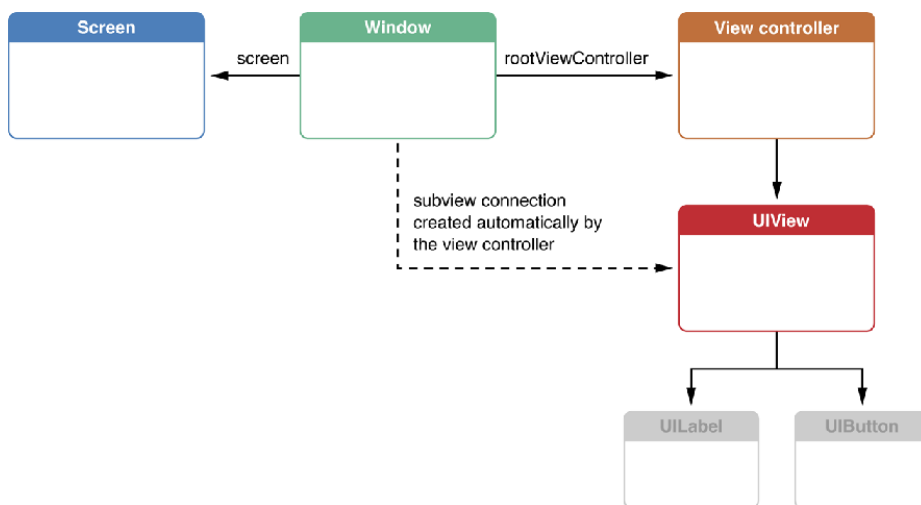 Screen
Window
View controller
screen
rootViewController
subview connection
created automatically by
the view controller
UIView
UILabel
UIButton